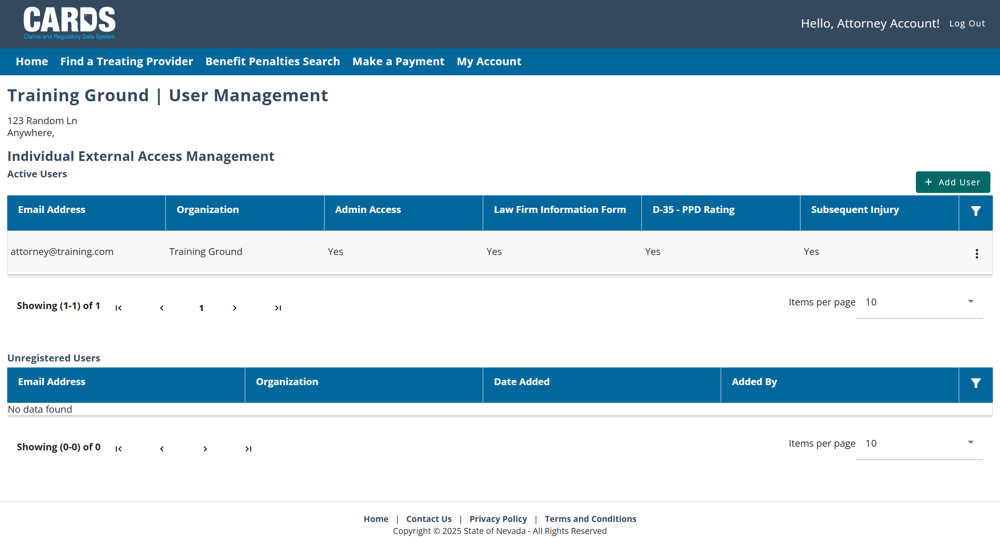 CARDS
Claims and Regulatory Data System
Hello, Attorney Account! Log Out
Home Find a Treating Provider Benefit Penalties Search Make a Payment My Account
Training Ground | User Management
123 Random Ln
Anywhere,
Individual External Access Management
Active Users
+ Add User
Email Address Organization Admin Access Law Firm Information Form D-35 - PPD Rating Subsequent Injury
attorney@training.com Training Ground Yes Yes Yes Yes
Showing (1-1) of 1 1 Items per page 10
Unregistered Users
Email Address Organization Date Added Added By
No data found
Showing (0-0) of 0 Items per page 10
Home | Contact Us | Privacy Policy | Terms and Conditions
Copyright © 2025 State of Nevada - All Rights Reserved